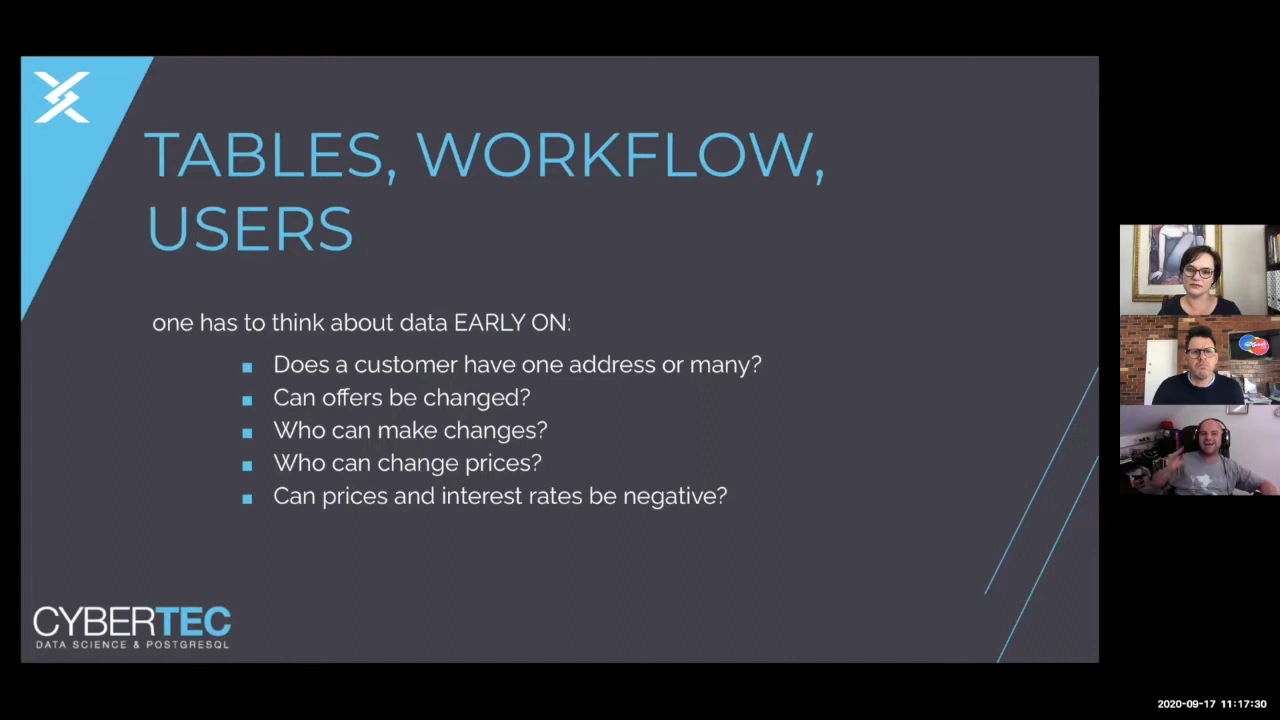 TABLES, WORKFLOW,
USERS
one has to think about data EARLY ON:
Does a customer have one address or many?
Can offers be changed?
Who can make changes?
Who can change prices?
Can prices and interest rates be negative?
CYBERTEC
DATA SCIENCE & POSTGRESQL
2020-09-17 11:17:30